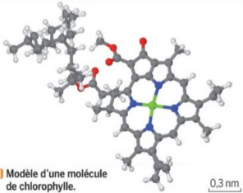 Modèle d'une molécule
de chlorophylle.
0,3 nm